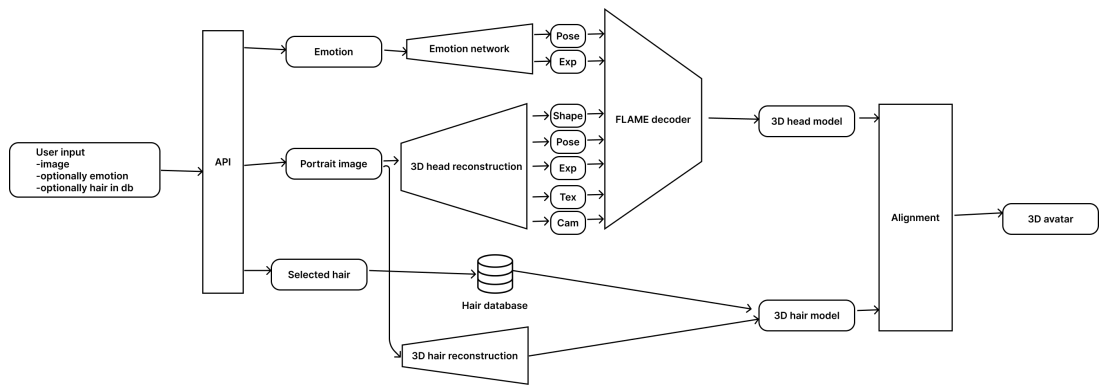 User input
-image
-optionally emotion
-optionally hair in db
API
Emotion
Emotion network
Pose
Exp
Portrait image
3D head reconstruction
Shape
Pose
Exp
Tex
Cam
FLAME decoder
3D head model
Selected hair
Hair database
3D hair reconstruction
3D hair model
Alignment
3D avatar